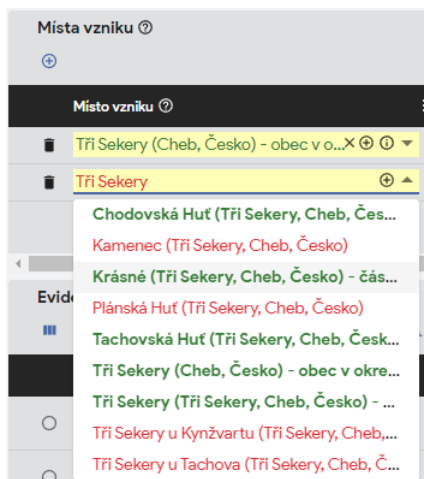 Místa vzniku
Místo vzniku
Tři Sekery (Cheb, Česko) - obec v o...
Tři Sekery
Chodovská Huť (Tři Sekery, Cheb, Čes...
Kamenec (Tři Sekery, Cheb, Česko)
Krásné (Tři Sekery, Cheb, Česko) - čás...
Plánská Huť (Tři Sekery, Cheb, Česko)
Tachovská Huť (Tři Sekery, Cheb, Česk...
Evid
Tři Sekery (Cheb, Česko) - obec v okre...
Tři Sekery (Tři Sekery, Cheb, Česko) - ...
Tři Sekery u Kynžvartu (Tři Sekery, Cheb,...
Tři Sekery u Tachova (Tři Sekery, Cheb, Č...